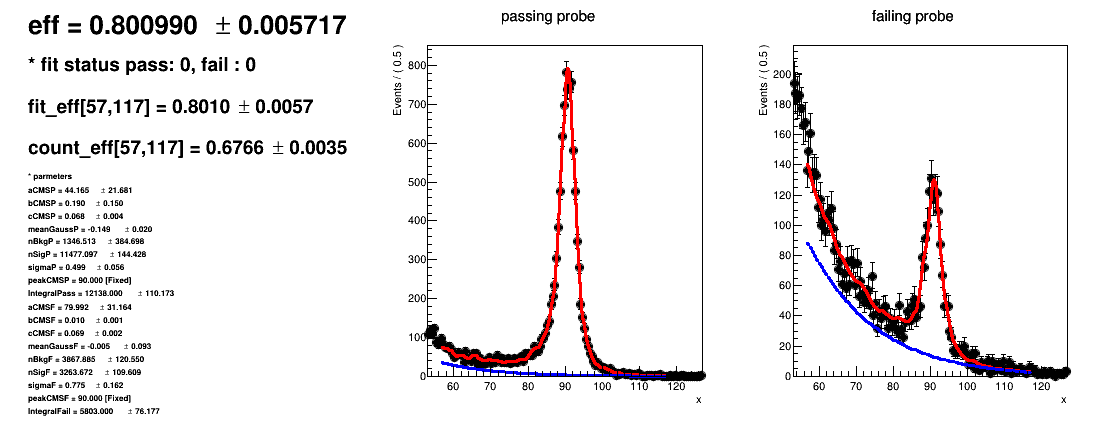 eff = 0.800990 ± 0.005717
* fit status pass: 0, fail : 0
fit_eff[57,117] = 0.8010 ± 0.0057
count_eff[57,117] = 0.6766 ± 0.0035
* parmeters
aCMSP = 44.165 ± 21.681
bCMSP = 0.190 ± 0.150
cCMSP = 0.068 ± 0.004
meanGaussP = -0.149 ± 0.020
nBkgP = 1346.513 ± 384.698
nSigP = 11477.097 ± 144.428
sigmaP = 0.499 ± 0.056
peakCMSP = 90.000 [Fixed]
IntegralPass = 12138.000 ± 110.173
aCMSF = 79.992 ± 31.164
bCMSF = 0.010 ± 0.001
cCMSF = 0.069 ± 0.002
meanGaussF = -0.005 ± 0.093
nBkgF = 3867.885 ± 120.550
nSigF = 3263.672 ± 109.609
sigmaF = 0.775 ± 0.162
peakCMSF = 90.000 [Fixed]
IntegralFail = 5803.000 ± 76.177
passing probe
Events / ( 0.5 )
800
700
600
500
400
300
200
100
0
60 70 80 90 100 110 120
x
failing probe
Events / ( 0.5 )
200
180
160
140
120
100
80
60
40
20
0
60 70 80 90 100 110 120
x